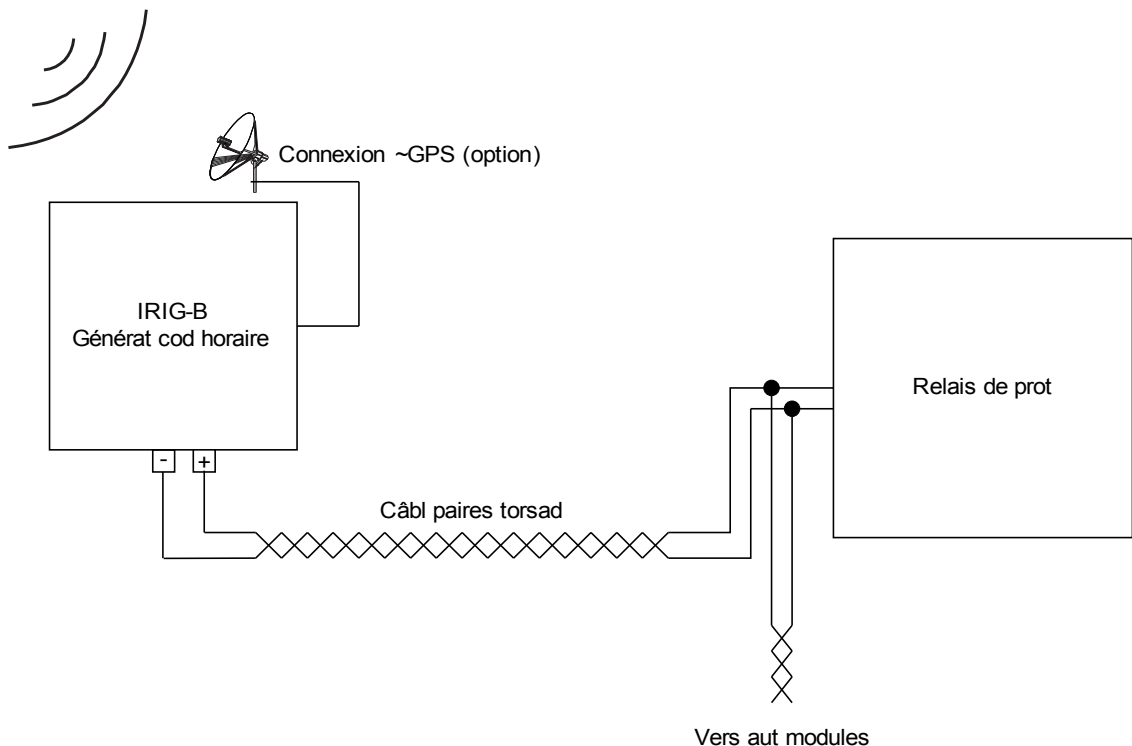 Connexion ~GPS (option)
IRIG-B
Générat cod horaire
Relais de prot
- +
Câbl paires torsad
Vers aut modules